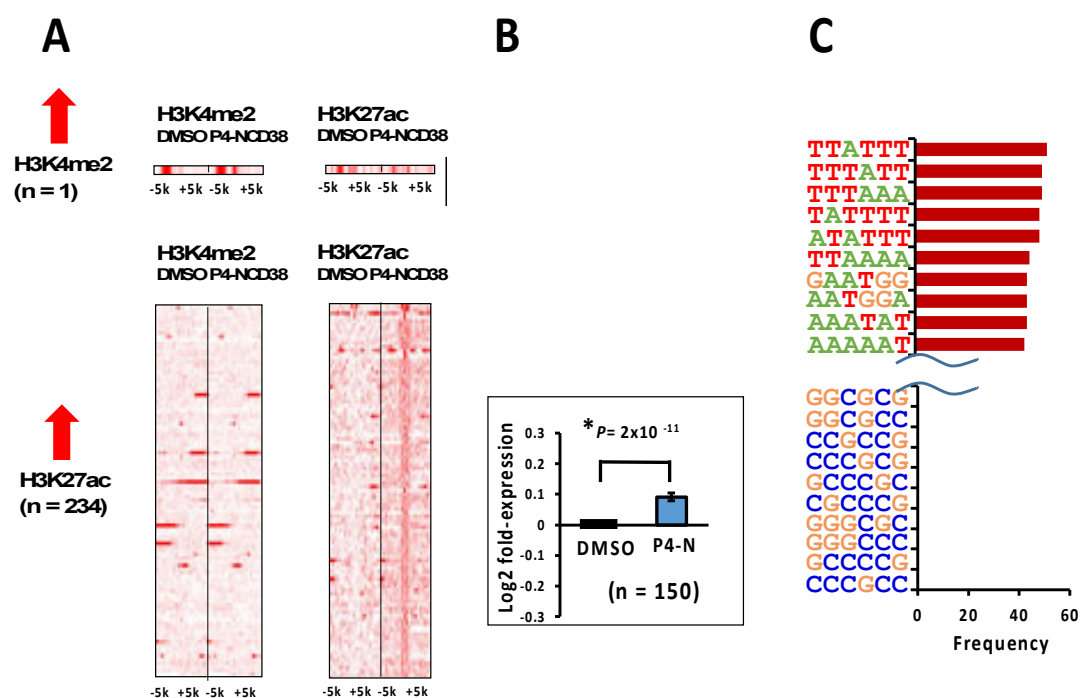 A
B
C
H3K4me2
DMSO P4-NCD38
H3K27ac
DMSO P4-NCD38
H3K4me2
(n = 1)
-5k +5k -5k +5k
-5k +5k -5k +5k
H3K4me2
DMSO P4-NCD38
H3K27ac
DMSO P4-NCD38
H3K27ac
(n = 234)
-5k +5k -5k +5k
-5k +5k -5k +5k
* P= 2x10 -11
Log2 fold-expression
0.3
0.2
0.1
0
-0.1
-0.2
-0.3
DMSO P4-N
(n = 150)
TTATTT
TTTATT
TTTAAA
TATTTT
ATATTT
TTAAAA
GAATGG
AATGGA
AAATAT
AAAAAT
GGCGCG
GGCGCC
CCGCCG
CCCGCG
GCCCGC
CGCCCG
GGGCGC
GGGCCC
GCCCCG
CCCGCC
0 20 40 60
Frequency